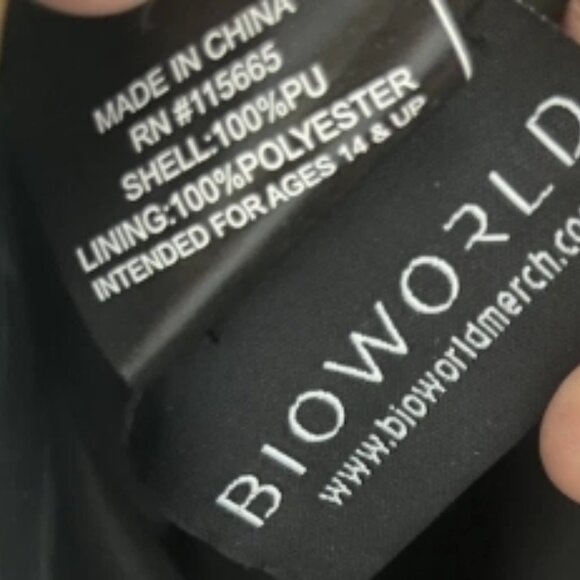 MADE IN CHINA
RN #115665
SHELL:100%PU
LINING:100%POLYESTER
INTENDED FOR AGES 14 & UP
BIOWORLD
www.bioworldmerch.co